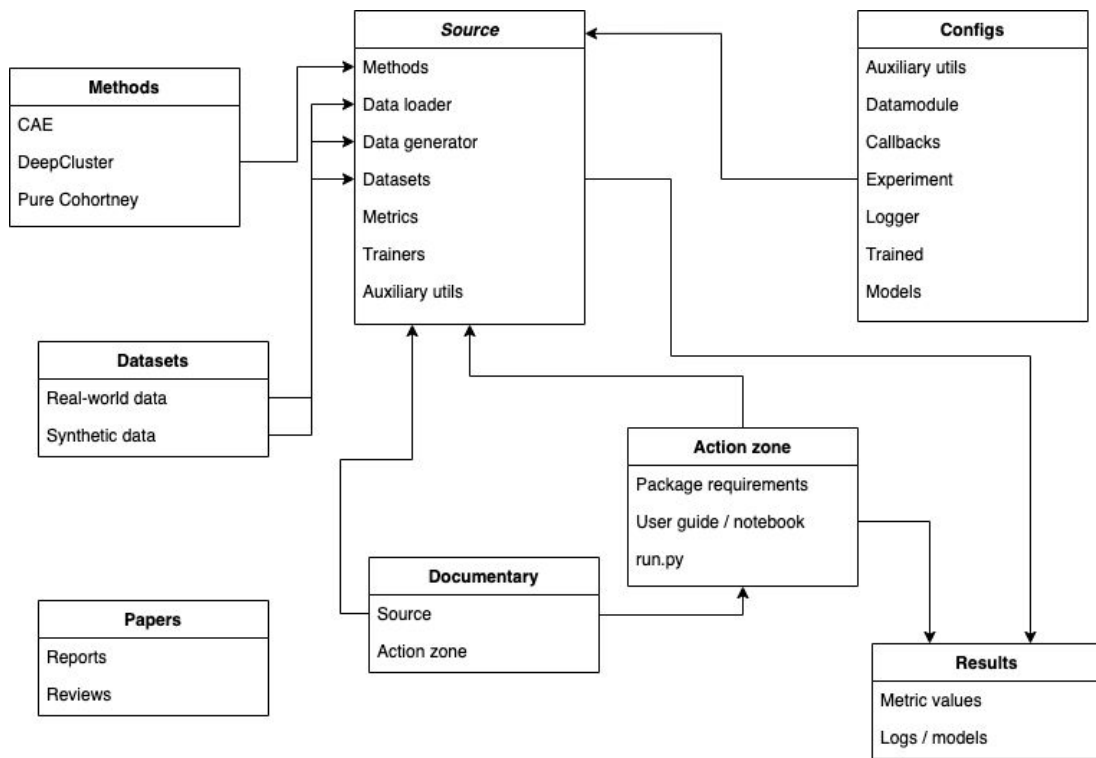 Source
Methods
Data loader
Data generator
Datasets
Metrics
Trainers
Auxiliary utils
Configs
Auxiliary utils
Datamodule
Callbacks
Experiment
Logger
Trained
Models
Methods
CAE
DeepCluster
Pure Cohortney
Datasets
Real-world data
Synthetic data
Action zone
Package requirements
User guide / notebook
run.py
Documentary
Source
Action zone
Papers
Reports
Reviews
Results
Metric values
Logs / models